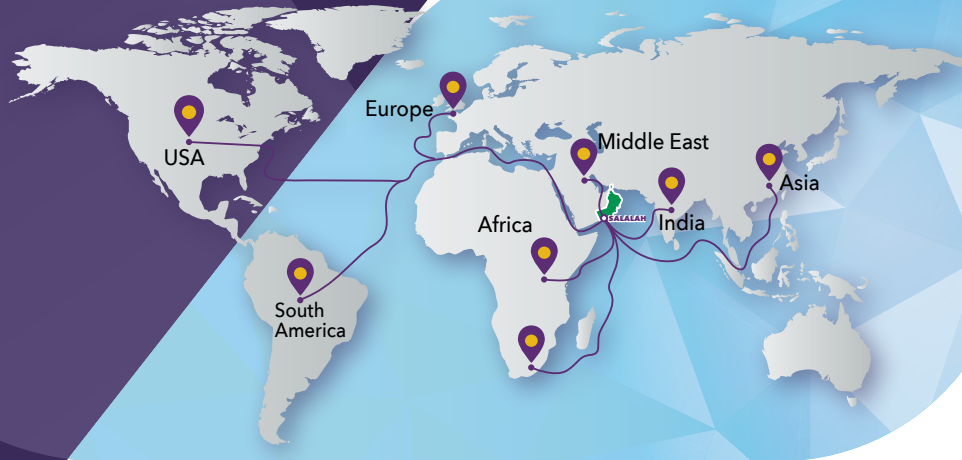 Europe
USA
Middle East
Asia
SALALAH
India
Africa
South
America